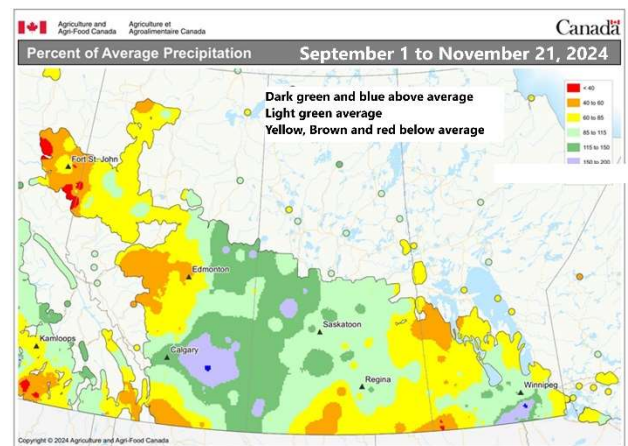 Agriculture and Agriculture et
Agri-Food Canada Agroalimentaire Canada
Canada
Percent of Average Precipitation September 1 to November 21, 2024
Dark green and blue above average
Light green average
Yellow, Brown and red below average
< 40
40 to 60
60 to 85
85 to 115
115 to 150
150 to 200
Fort St. John
Edmonton
Saskatoon
Kamloops
Calgary
Regina
Winnipeg
Copyright © 2024 Agriculture and Agri-Food Canada